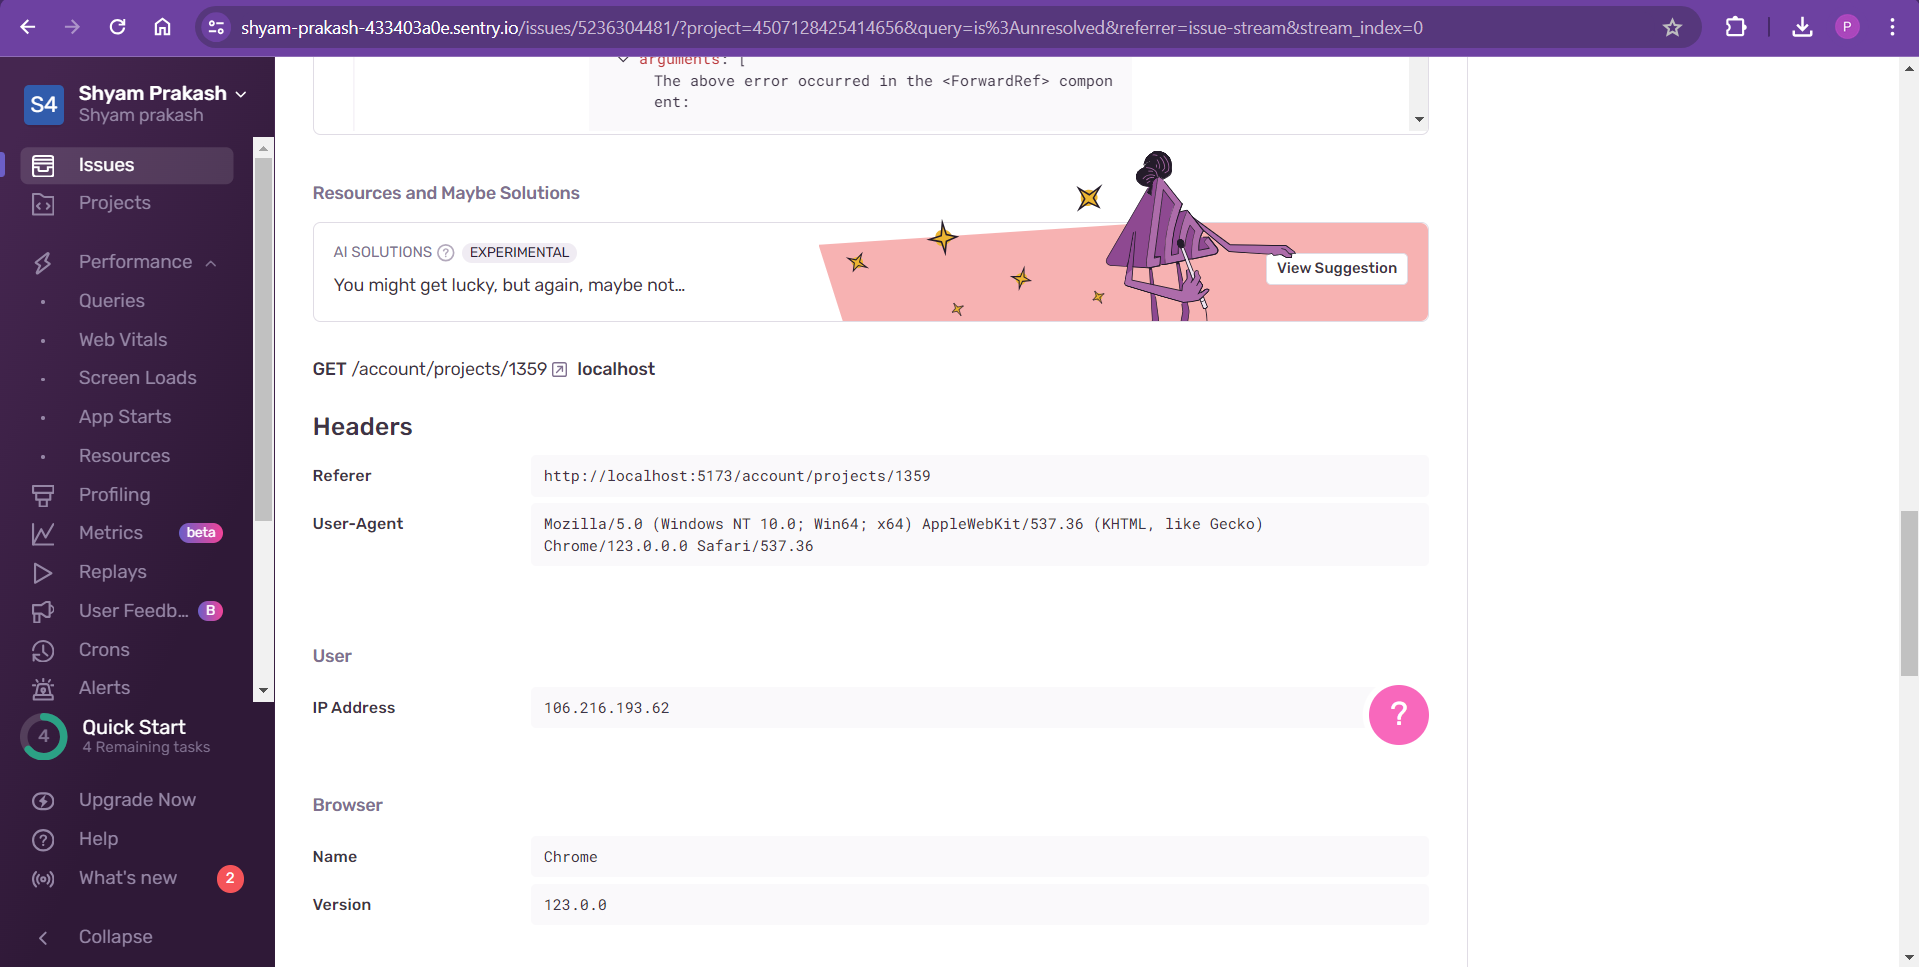 shyam-prakash-433403a0e.sentry.io/issues/5236304481/?project=4507128425414656&query=is%3Aunresolved&referrer=issue-stream&stream_index=0
P
S4
Shyam Prakash
Shyam prakash
Issues
Projects
Performance
Queries
Web Vitals
Screen Loads
App Starts
Resources
Profiling
Metrics beta
Replays
User Feedb... B
Crons
Alerts
4
Quick Start
4 Remaining tasks
Upgrade Now
Help
What's new 2
Collapse
arguments: [
The above error occurred in the <ForwardRef> compon
ent:
Resources and Maybe Solutions
AI SOLUTIONS ? EXPERIMENTAL
You might get lucky, but again, maybe not...
View Suggestion
GET /account/projects/1359 localhost
Headers
Referer http://localhost:5173/account/projects/1359
User-Agent Mozilla/5.0 (Windows NT 10.0; Win64; x64) AppleWebKit/537.36 (KHTML, like Gecko)
Chrome/123.0.0.0 Safari/537.36
User
IP Address 106.216.193.62
?
Browser
Name Chrome
Version 123.0.0